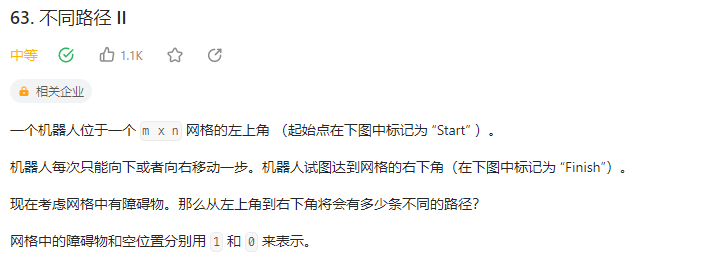 63. 不同路径 II
中等 1.1K
相关企业
一个机器人位于一个 m x n 网格的左上角 （起始点在下图中标记为 “Start” ）。
机器人每次只能向下或者向右移动一步。机器人试图达到网格的右下角（在下图中标记为 “Finish”）。
现在考虑网格中有障碍物。那么从左上角到右下角将会有多少条不同的路径？
网格中的障碍物和空位置分别用 1 和 0 来表示。